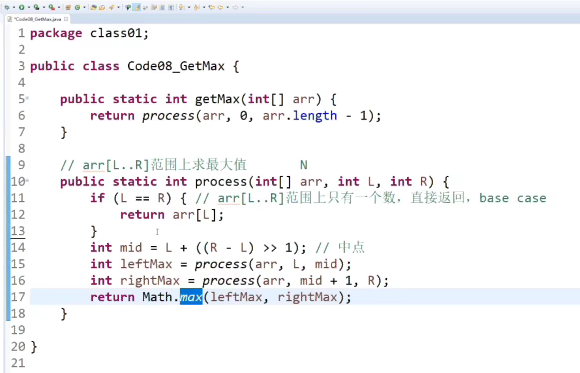 *Code08_GetMax.java
1 package class01;
2
3 public class Code08_GetMax {
4
5 public static int getMax(int[] arr) {
6 return process(arr, 0, arr.length - 1);
7 }
8
9 // arr[L..R]范围上求最大值 N
10 public static int process(int[] arr, int L, int R) {
11 if (L == R) { // arr[L..R]范围上只有一个数，直接返回，base case
12 return arr[L];
13 }
14 int mid = L + ((R - L) >> 1); // 中点
15 int leftMax = process(arr, L, mid);
16 int rightMax = process(arr, mid + 1, R);
17 return Math.max(leftMax, rightMax);
18 }
19
20 }
21